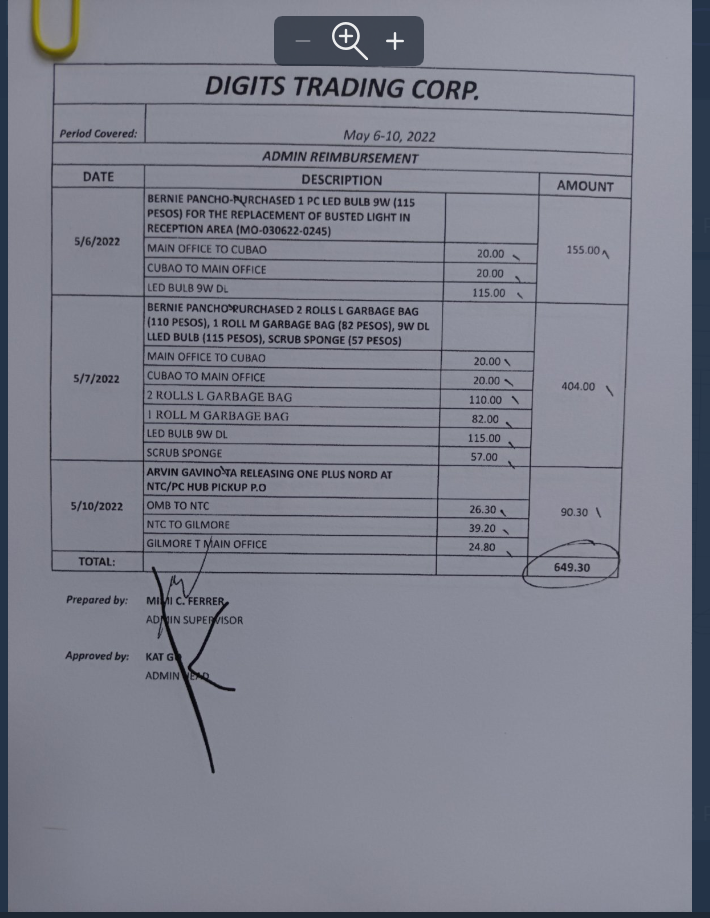 DIGITS TRADING CORP.
Period Covered: May 6-10, 2022
ADMIN REIMBURSEMENT
DATE DESCRIPTION AMOUNT
BERNIE PANCHO-PURCHASED 1 PC LED BULB 9W (115
PESOS) FOR THE REPLACEMENT OF BUSTED LIGHT IN
RECEPTION AREA (MO-030622-0245)
5/6/2022 155.00
MAIN OFFICE TO CUBAO 20.00
CUBAO TO MAIN OFFICE 20.00
LED BULB 9W DL 115.00
BERNIE PANCHO PURCHASED 2 ROLLS L GARBAGE BAG
(110 PESOS), 1 ROLL M GARBAGE BAG (82 PESOS), 9W DL
LLED BULB (115 PESOS), SCRUB SPONGE (57 PESOS)
MAIN OFFICE TO CUBAO 20.00
5/7/2022 CUBAO TO MAIN OFFICE 20.00 404.00
2 ROLLS L GARBAGE BAG 110.00
1 ROLL M GARBAGE BAG 82.00
LED BULB 9W DL 115.00
SCRUB SPONGE 57.00
ARVIN GAVINO TA RELEASING ONE PLUS NORD AT
NTC/PC HUB PICKUP P.O
5/10/2022 OMB TO NTC 26.30 90.30
NTC TO GILMORE 39.20
GILMORE T MAIN OFFICE 24.80
TOTAL: 649.30
Prepared by: MIMI C. FERRER
ADMIN SUPERVISOR
Approved by: KAT
ADMIN HEAD